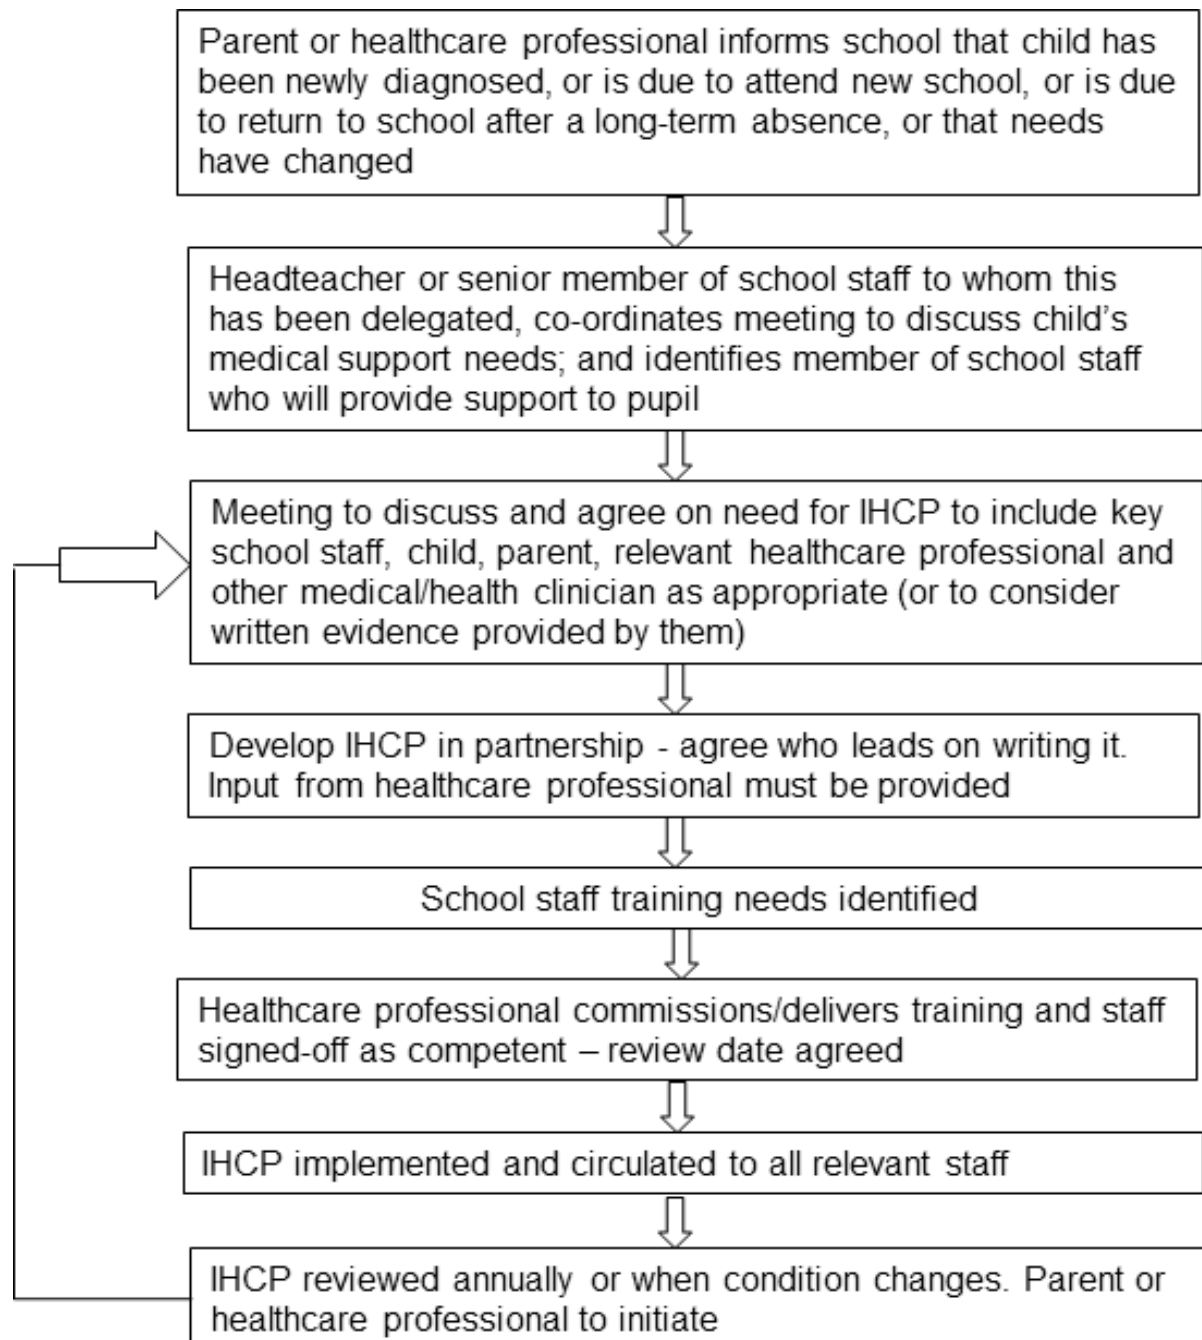 Parent or healthcare professional informs school that child has
been newly diagnosed, or is due to attend new school, or is due
to return to school after a long-term absence, or that needs
have changed
Headteacher or senior member of school staff to whom this
has been delegated, co-ordinates meeting to discuss child's
medical support needs; and identifies member of school staff
who will provide support to pupil
Meeting to discuss and agree on need for IHCP to include key
school staff, child, parent, relevant healthcare professional and
other medical/health clinician as appropriate (or to consider
written evidence provided by them)
Develop IHCP in partnership - agree who leads on writing it.
Input from healthcare professional must be provided
School staff training needs identified
Healthcare professional commissions/delivers training and staff
signed-off as competent – review date agreed
IHCP implemented and circulated to all relevant staff
IHCP reviewed annually or when condition changes. Parent or
healthcare professional to initiate